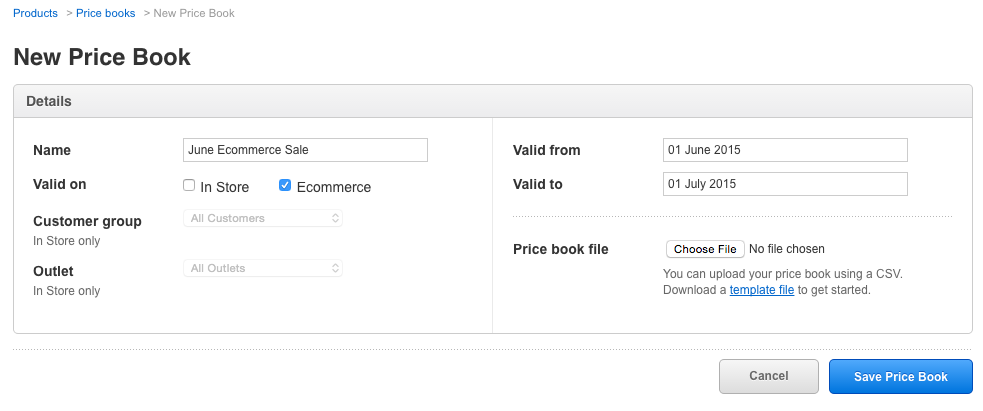 Products > Price books > New Price Book
New Price Book
Details
Name
June Ecommerce Sale
Valid on
In Store
Ecommerce
Customer group
All Customers
In Store only
Outlet
All Outlets
In Store only
Valid from
01 June 2015
Valid to
01 July 2015
Price book file
Choose File No file chosen
You can upload your price book using a CSV.
Download a template file to get started.
Cancel
Save Price Book